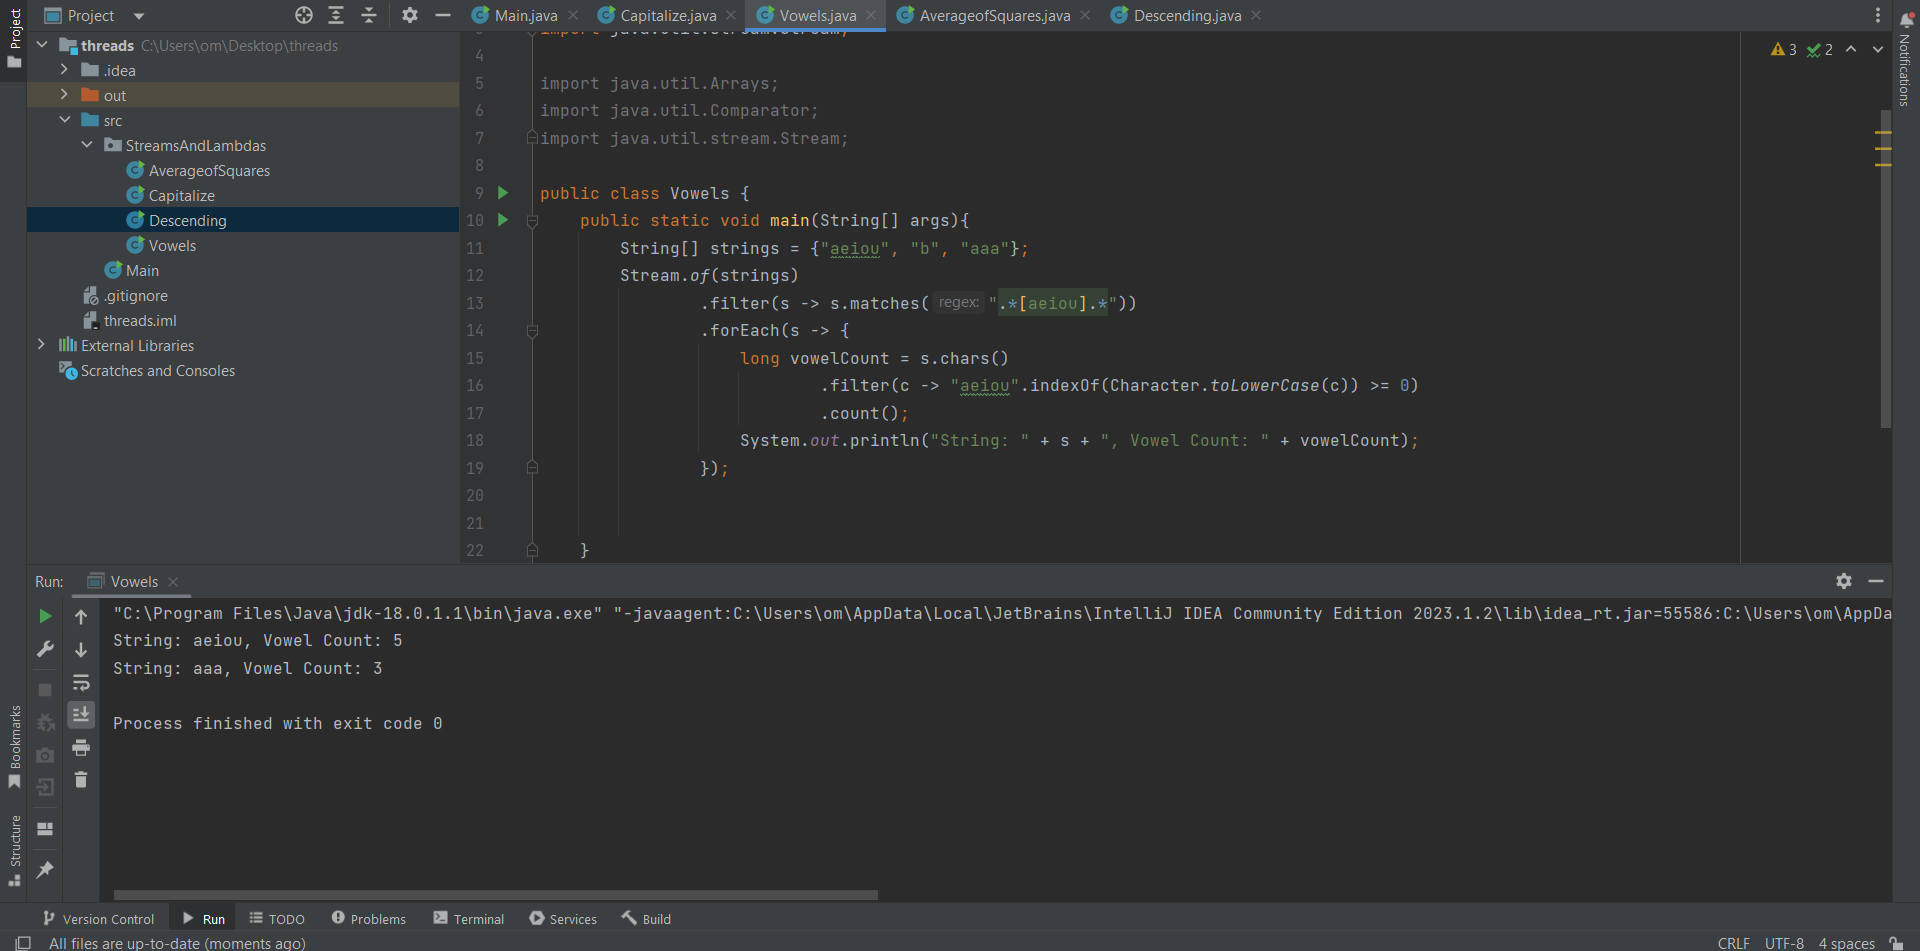 Project
Main.java
Capitalize.java
Vowels.java
AverageofSquares.java
Descending.java
Project
threads C:\Users\om\Desktop\threads
.idea
out
src
StreamsAndLambdas
AverageofSquares
Capitalize
Descending
Vowels
Main
.gitignore
threads.iml
External Libraries
Scratches and Consoles
3 2
Notifications
3 import java.util.stream.Stream;
4
5 import java.util.Arrays;
6 import java.util.Comparator;
7 import java.util.stream.Stream;
8
9 public class Vowels {
10 public static void main(String[] args){
11 String[] strings = {"aeiou", "b", "aaa"};
12 Stream.of(strings)
13 .filter(s -> s.matches( regex: ".*[aeiou].*"))
14 .forEach(s -> {
15 long vowelCount = s.chars()
16 .filter(c -> "aeiou".indexOf(Character.toLowerCase(c)) >= 0)
17 .count();
18 System.out.println("String: " + s + ", Vowel Count: " + vowelCount);
19 });
20
21
22 }
Run: Vowels
"C:\Program Files\Java\jdk-18.0.1.1\bin\java.exe" "-javaagent:C:\Users\om\AppData\Local\JetBrains\IntelliJ IDEA Community Edition 2023.1.2\lib\idea_rt.jar=55586:C:\Users\om\AppDa
String: aeiou, Vowel Count: 5
String: aaa, Vowel Count: 3
Process finished with exit code 0
Bookmarks
Structure
Version Control
Run
TODO
Problems
Terminal
Services
Build
All files are up-to-date (moments ago)
CRLF UTF-8 4 spaces